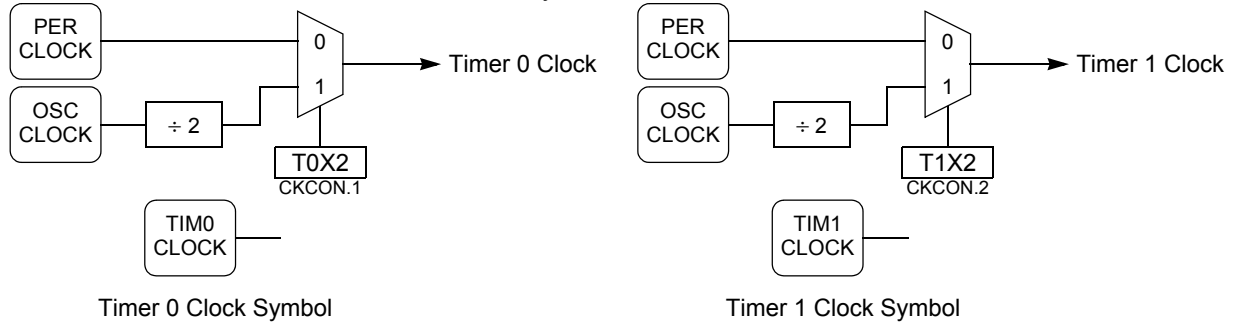 PER
CLOCK
0
Timer 0 Clock
1
OSC
CLOCK
÷ 2
T0X2
CKCON.1
TIM0
CLOCK
Timer 0 Clock Symbol
PER
CLOCK
0
Timer 1 Clock
1
OSC
CLOCK
÷ 2
T1X2
CKCON.2
TIM1
CLOCK
Timer 1 Clock Symbol